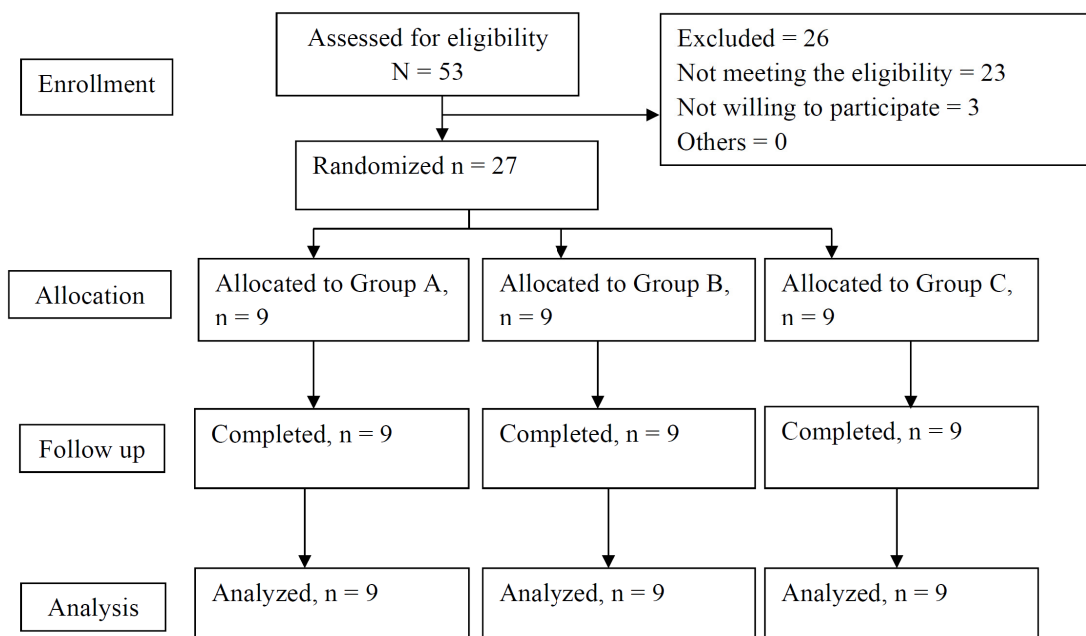 Enrollment
Assessed for eligibility
N = 53
Excluded = 26
Not meeting the eligibility = 23
Not willing to participate = 3
Others = 0
Randomized n = 27
Allocation
Allocated to Group A,
n = 9
Allocated to Group B,
n = 9
Allocated to Group C,
n = 9
Follow up
Completed, n = 9
Completed, n = 9
Completed, n = 9
Analysis
Analyzed, n = 9
Analyzed, n = 9
Analyzed, n = 9